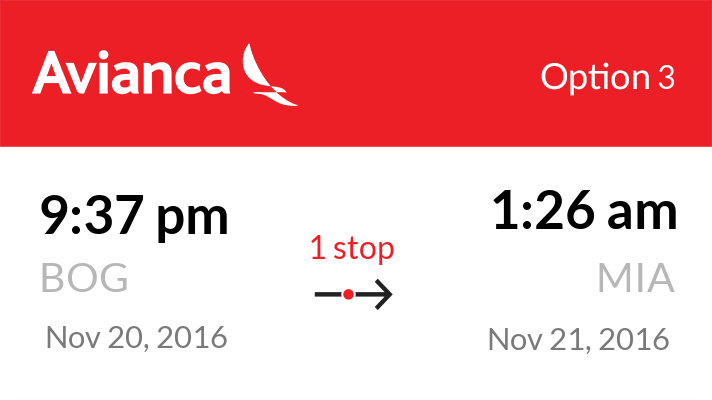 Avianca
Option 3
9:37 pm
1:26 am
1 stop
BOG
MIA
Nov 20, 2016
Nov 21, 2016